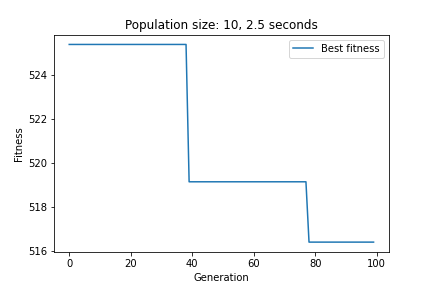 Population size: 10, 2.5 seconds
Best fitness
524
522
520
518
516
Fitness
0 20 40 60 80 100
Generation